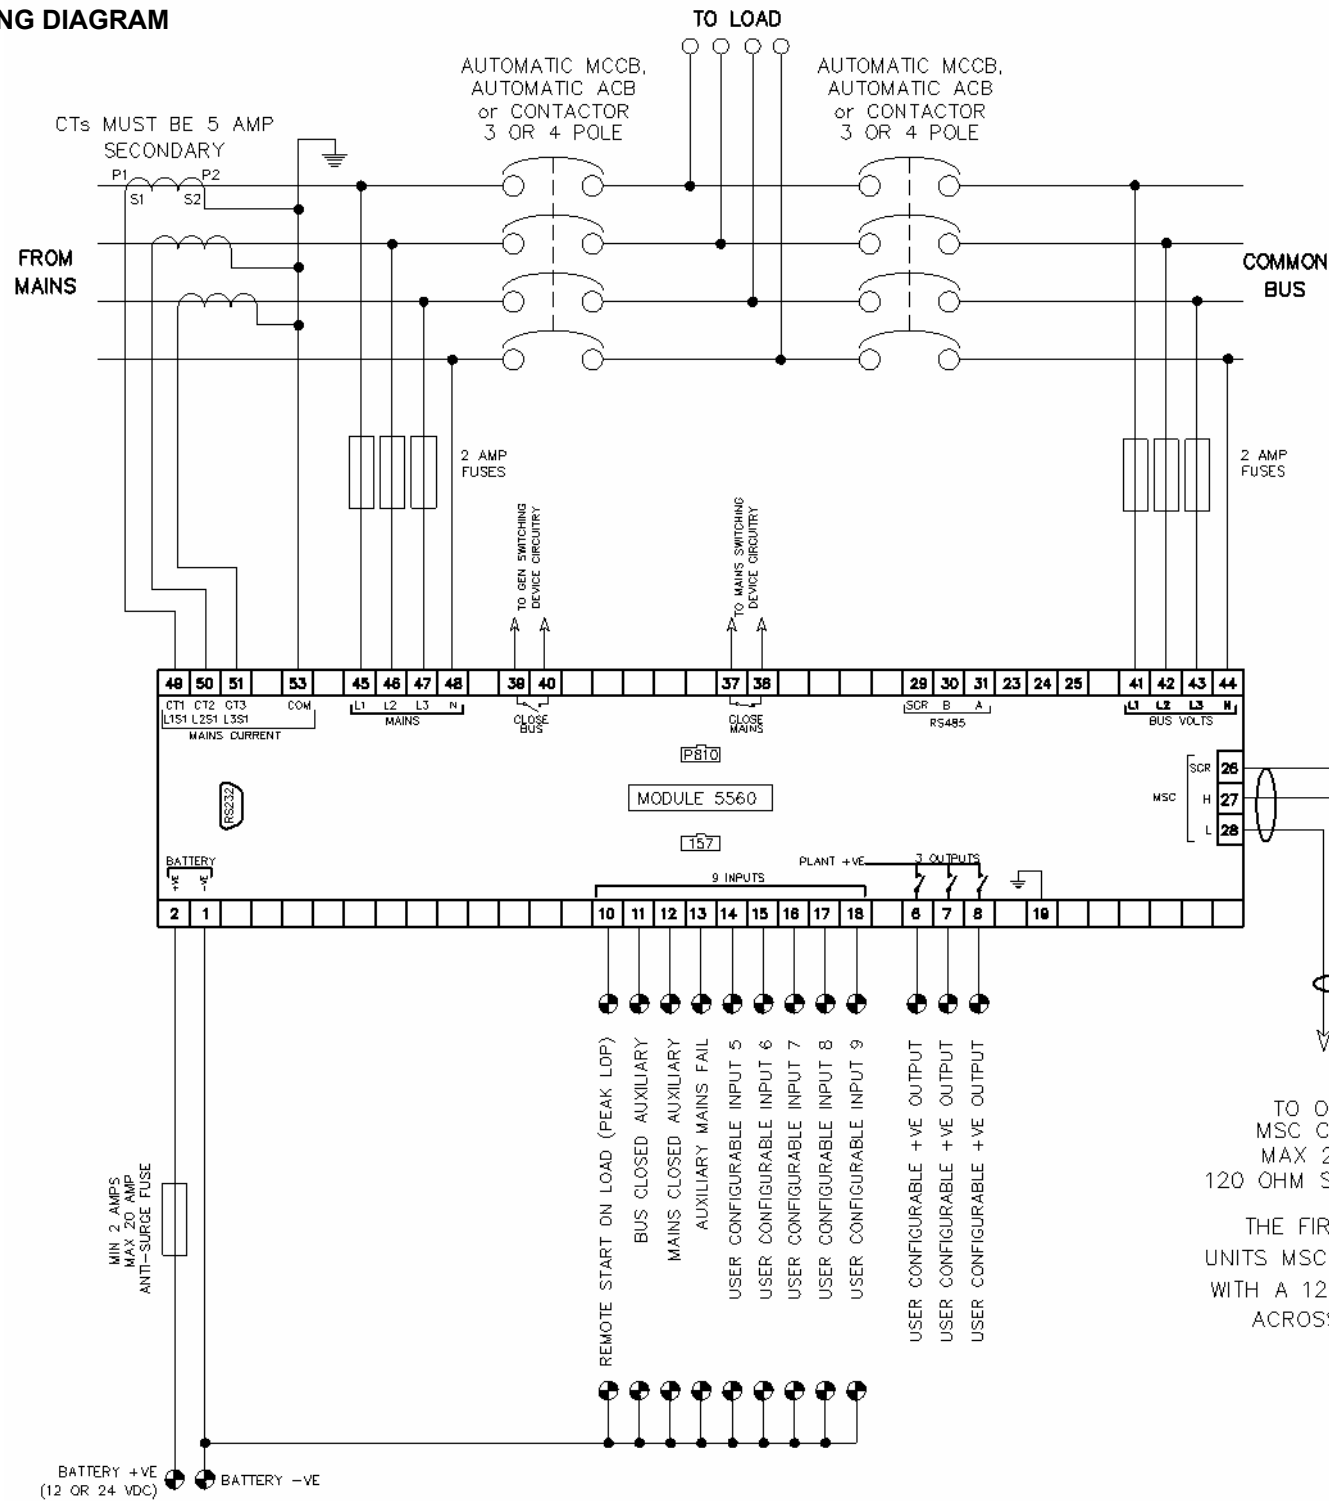 NG DIAGRAM
TO LOAD
AUTOMATIC MCCB,
AUTOMATIC ACB
or CONTACTOR
3 OR 4 POLE
AUTOMATIC MCCB,
AUTOMATIC ACB
or CONTACTOR
3 OR 4 POLE
CTs MUST BE 5 AMP
SECONDARY
P1 P2
S1 S2
FROM
MAINS
COMMON
BUS
2 AMP
FUSES
2 AMP
FUSES
TO GEN SWITCHING
DEVICE CIRCUITRY
TO MAINS SWITCHING
DEVICE CIRCUITRY
49 50 51 53 45 46 47 48 39 40 37 38 29 30 31 23 24 25 41 42 43 44
CT1 CT2 CT3 COM
L1S1 L2S1 L3S1
MAINS CURRENT
L1 L2 L3 N
MAINS
CLOSE
BUS
CLOSE
MAINS
SCR B A
RS485
L1 L2 L3 N
BUS VOLTS
P810
MODULE 5560
157
RS232
MSC
SCR 26
H 27
L 28
BATTERY
+VE -VE
9 INPUTS
PLANT +VE
3 OUTPUTS
2 1 10 11 12 13 14 15 16 17 18 6 7 8 19
REMOTE START ON LOAD (PEAK LOP)
BUS CLOSED AUXILIARY
MAINS CLOSED AUXILIARY
AUXILIARY MAINS FAIL
USER CONFIGURABLE INPUT 5
USER CONFIGURABLE INPUT 6
USER CONFIGURABLE INPUT 7
USER CONFIGURABLE INPUT 8
USER CONFIGURABLE INPUT 9
USER CONFIGURABLE +VE OUTPUT
USER CONFIGURABLE +VE OUTPUT
USER CONFIGURABLE +VE OUTPUT
TO O
MSC C
MAX 2
120 OHM S
THE FIR
UNITS MSC
WITH A 12
ACROSS
MIN 2 AMPS
MAX 20 AMP
ANTI-SURGE FUSE
BATTERY +VE
(12 OR 24 VDC)
BATTERY -VE